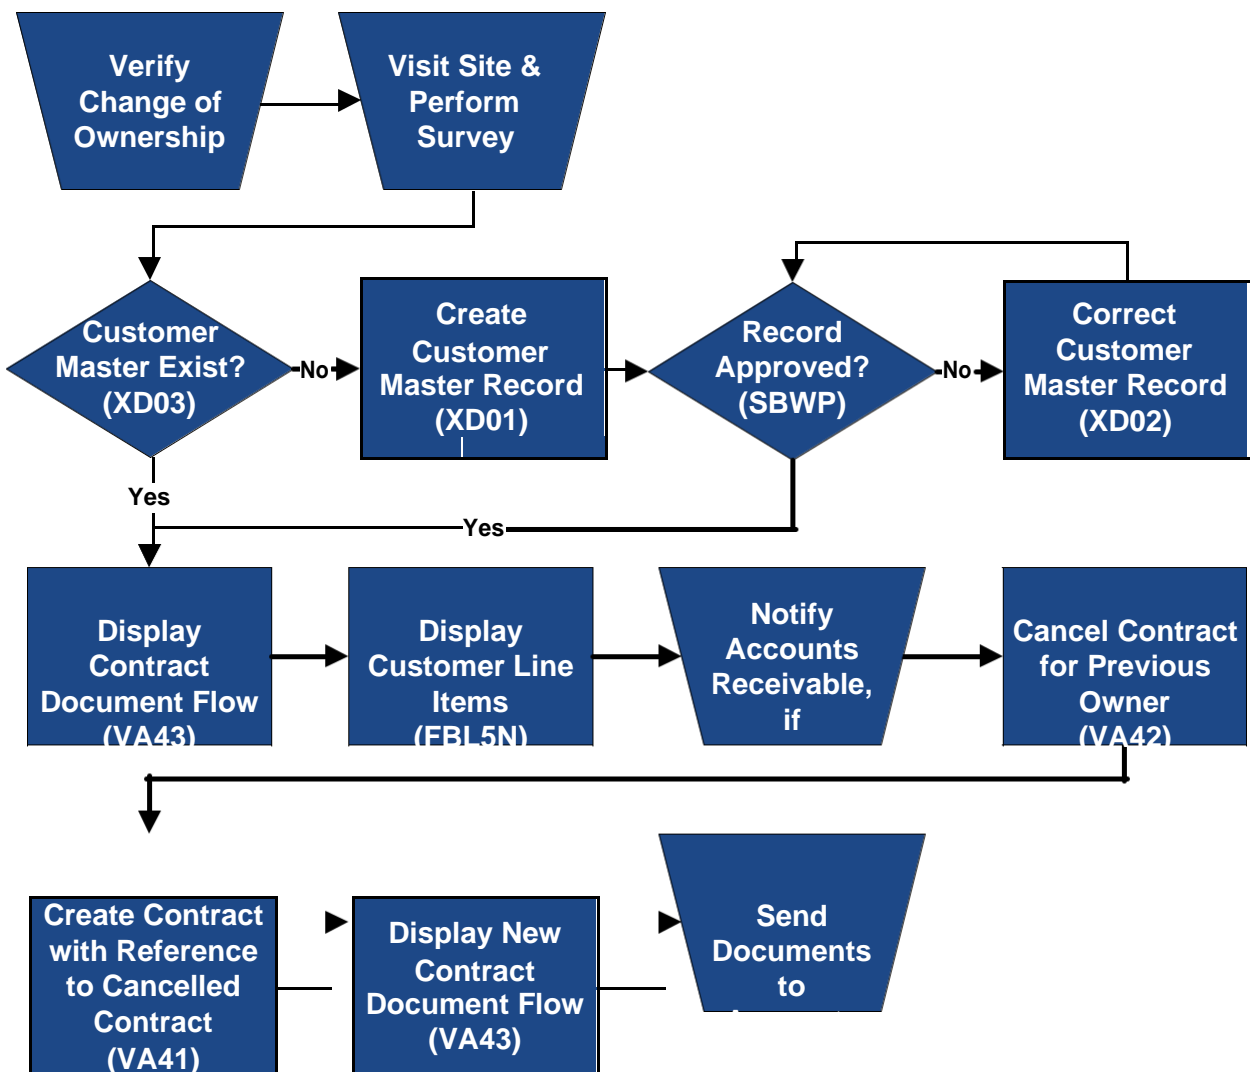 Verify
Change of
Ownership
Visit Site &
Perform
Survey
Customer
Master Exist?
(XD03)
No
Create
Customer
Master Record
(XD01)
Record
Approved?
(SBWP)
No
Correct
Customer
Master Record
(XD02)
Yes
Yes
Display
Contract
Document Flow
(VA43)
Display
Customer Line
Items
(FBL5N)
Notify
Accounts
Receivable,
if
Cancel Contract
for Previous
Owner
(VA42)
Create Contract
with Reference
to Cancelled
Contract
(VA41)
Display New
Contract
Document Flow
(VA43)
Send
Documents
to